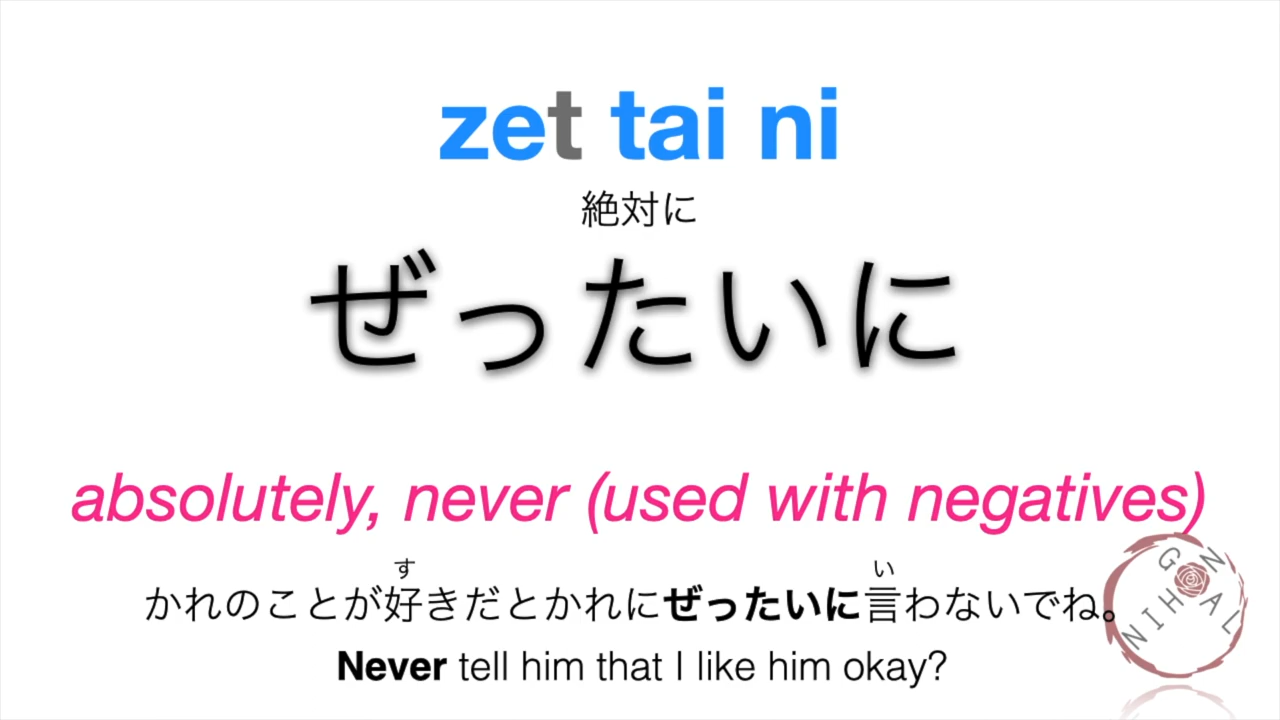 zet tai ni
絶対に
ぜったいに
absolutely, never (used with negatives)
す い
かれのことが好きだとかれにぜったいに言わないでね。
Never tell him that I like him okay?
NIHON GAL